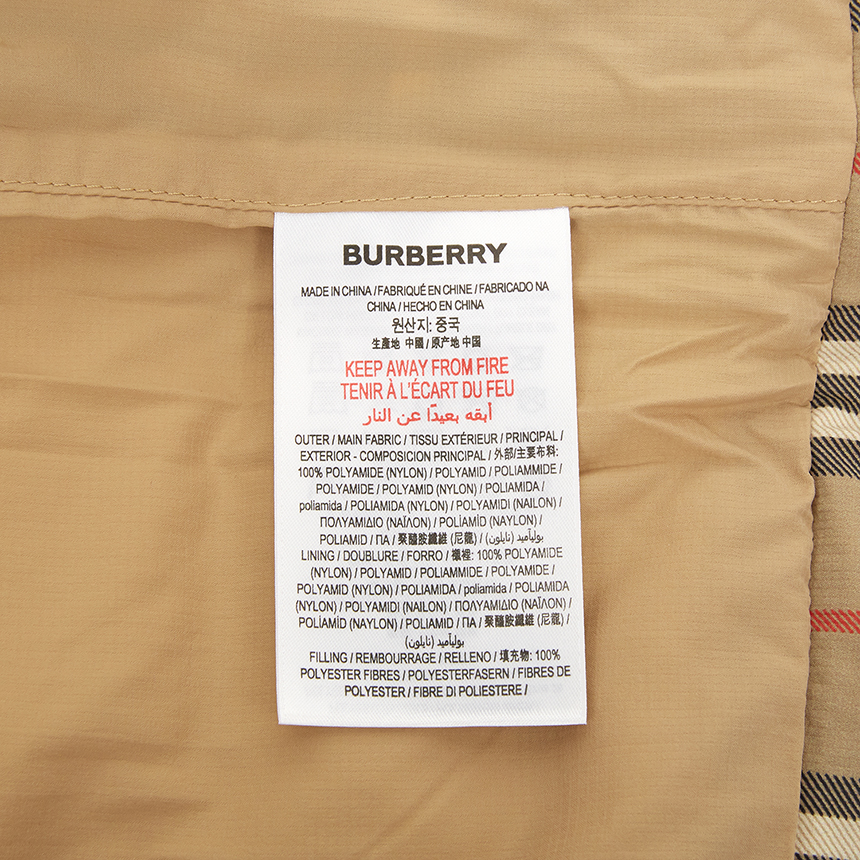 BURBERRY
MADE IN CHINA / FABRIQUÉ EN CHINE / FABRICADO NA
CHINA / HECHO EN CHINA
원산지: 중국
生產地 中國 / 原产地 中国
KEEP AWAY FROM FIRE
TENIR À L'ÉCART DU FEU
أبقه بعيدًا عن النار
OUTER / MAIN FABRIC / TISSU EXTÉRIEUR / PRINCIPAL /
EXTERIOR - COMPOSICION PRINCIPAL / 外部/主要布料:
100% POLYAMIDE (NYLON) / POLYAMID / POLIAMMIDE /
POLYAMIDE / POLYAMID (NYLON) / POLYAMIDA /
poliamida / POLIAMIDA (NYLON) / POLYAMIDI (NAILON) /
ΠΟΛΥΑΜΙΔΙΟ (ΝΑΪΛΟΝ) / POLİAMİD (NAYLON) /
POLIAMID / ПА / 聚醯胺纖維 (尼龍) / بوليأميد (نايلون) /
LINING / DOUBLURE / FORRO / 襯裡: 100% POLYAMIDE
(NYLON) / POLYAMID / POLIAMMIDE / POLYAMIDE /
POLYAMID (NYLON) / POLYAMIDA / poliamida / POLIAMIDA
(NYLON) / POLYAMIDI (NAILON) / ΠΟΛΥΑΜΙΔΙΟ (ΝΑΪΛΟΝ) /
POLİAMİD (NAYLON) / POLIAMID / ПА / 聚醯胺纖維 (尼龍) /
بوليأميد (نايلون)
FILLING / REMBOURRAGE / RELLENO / 填充物: 100%
POLYESTER FIBRES / POLYESTERFASERN / FIBRES DE
POLYESTER / FIBRE DI POLIESTERE /